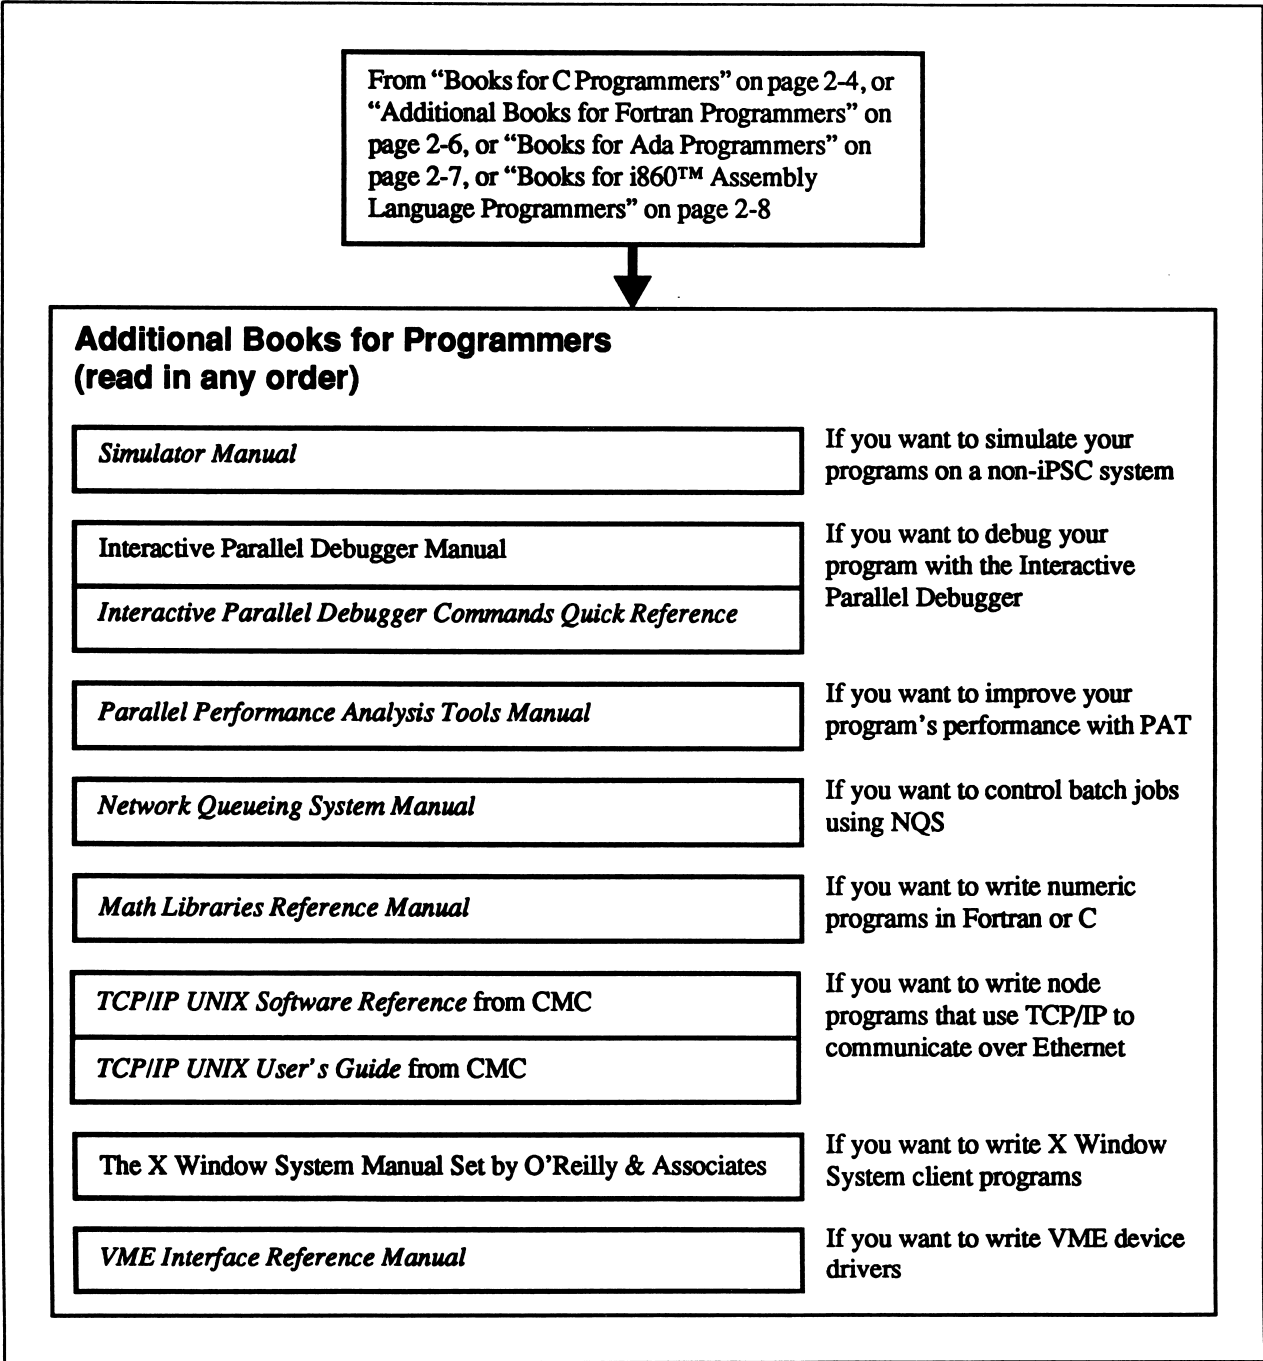 From “Books for C Programmers” on page 2-4, or
“Additional Books for Fortran Programmers” on
page 2-6, or “Books for Ada Programmers” on
page 2-7, or “Books for i860™ Assembly
Language Programmers” on page 2-8
Additional Books for Programmers
(read in any order)
Simulator Manual
If you want to simulate your
programs on a non-iPSC system
Interactive Parallel Debugger Manual
Interactive Parallel Debugger Commands Quick Reference
If you want to debug your
program with the Interactive
Parallel Debugger
Parallel Performance Analysis Tools Manual
If you want to improve your
program’s performance with PAT
Network Queueing System Manual
If you want to control batch jobs
using NQS
Math Libraries Reference Manual
If you want to write numeric
programs in Fortran or C
TCP/IP UNIX Software Reference from CMC
TCP/IP UNIX User’s Guide from CMC
If you want to write node
programs that use TCP/IP to
communicate over Ethernet
The X Window System Manual Set by O’Reilly & Associates
If you want to write X Window
System client programs
VME Interface Reference Manual
If you want to write VME device
drivers